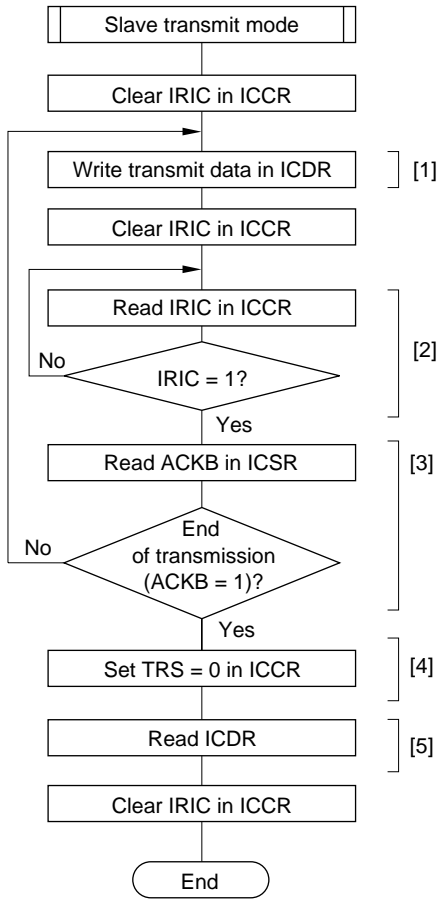 Slave transmit mode
Clear IRIC in ICCR
Write transmit data in ICDR
[1]
Clear IRIC in ICCR
Read IRIC in ICCR
[2]
No
IRIC = 1?
Yes
Read ACKB in ICSR
[3]
No
End
of transmission
(ACKB = 1)?
Yes
Set TRS = 0 in ICCR
[4]
Read ICDR
[5]
Clear IRIC in ICCR
End